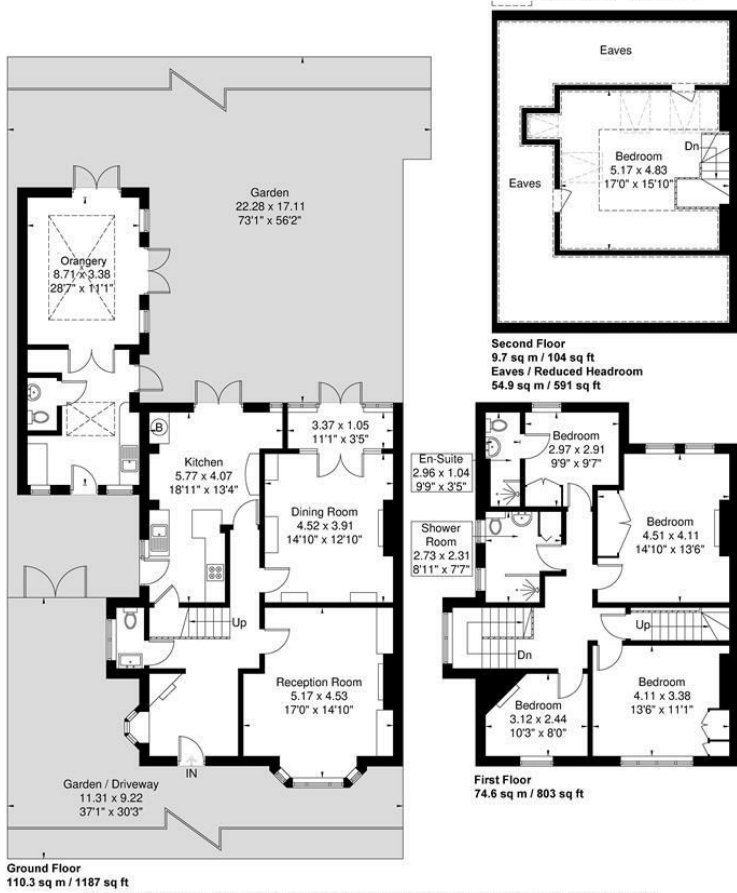 Eaves
Dn
Bedroom
5.17 x 4.83
17'0" x 15'10"
Eaves
Second Floor
9.7 sq m / 104 sq ft
Eaves / Reduced Headroom
54.9 sq m / 591 sq ft
Garden
22.28 x 17.11
73'1" x 56'2"
Orangery
8.71 x 3.38
28'7" x 11'1"
B
Kitchen
5.77 x 4.07
18'11" x 13'4"
3.37 x 1.05
11'1" x 3'5"
Dining Room
4.52 x 3.91
14'10" x 12'10"
Up
Reception Room
5.17 x 4.53
17'0" x 14'10"
IN
Garden / Driveway
11.31 x 9.22
37'1" x 30'3"
Ground Floor
110.3 sq m / 1187 sq ft
En-Suite
2.96 x 1.04
9'9" x 3'5"
Bedroom
2.97 x 2.91
9'9" x 9'7"
Shower
Room
2.73 x 2.31
8'11" x 7'7"
Bedroom
4.51 x 4.11
14'10" x 13'6"
Up
Dn
Bedroom
3.12 x 2.44
10'3" x 8'0"
Bedroom
4.11 x 3.38
13'6" x 11'1"
First Floor
74.6 sq m / 803 sq ft